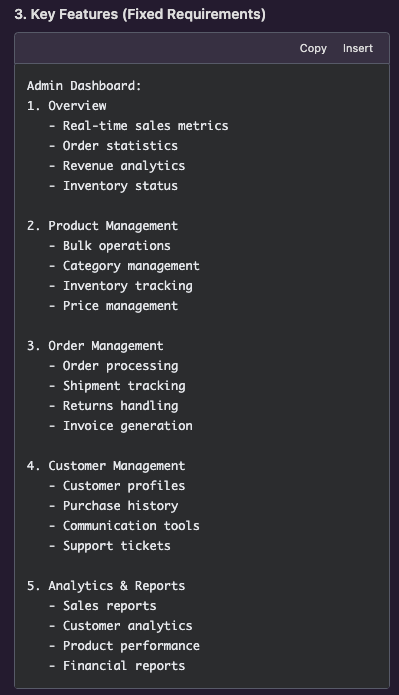 3. Key Features (Fixed Requirements)
Copy Insert
Admin Dashboard:
1. Overview
- Real-time sales metrics
- Order statistics
- Revenue analytics
- Inventory status
2. Product Management
- Bulk operations
- Category management
- Inventory tracking
- Price management
3. Order Management
- Order processing
- Shipment tracking
- Returns handling
- Invoice generation
4. Customer Management
- Customer profiles
- Purchase history
- Communication tools
- Support tickets
5. Analytics & Reports
- Sales reports
- Customer analytics
- Product performance
- Financial reports